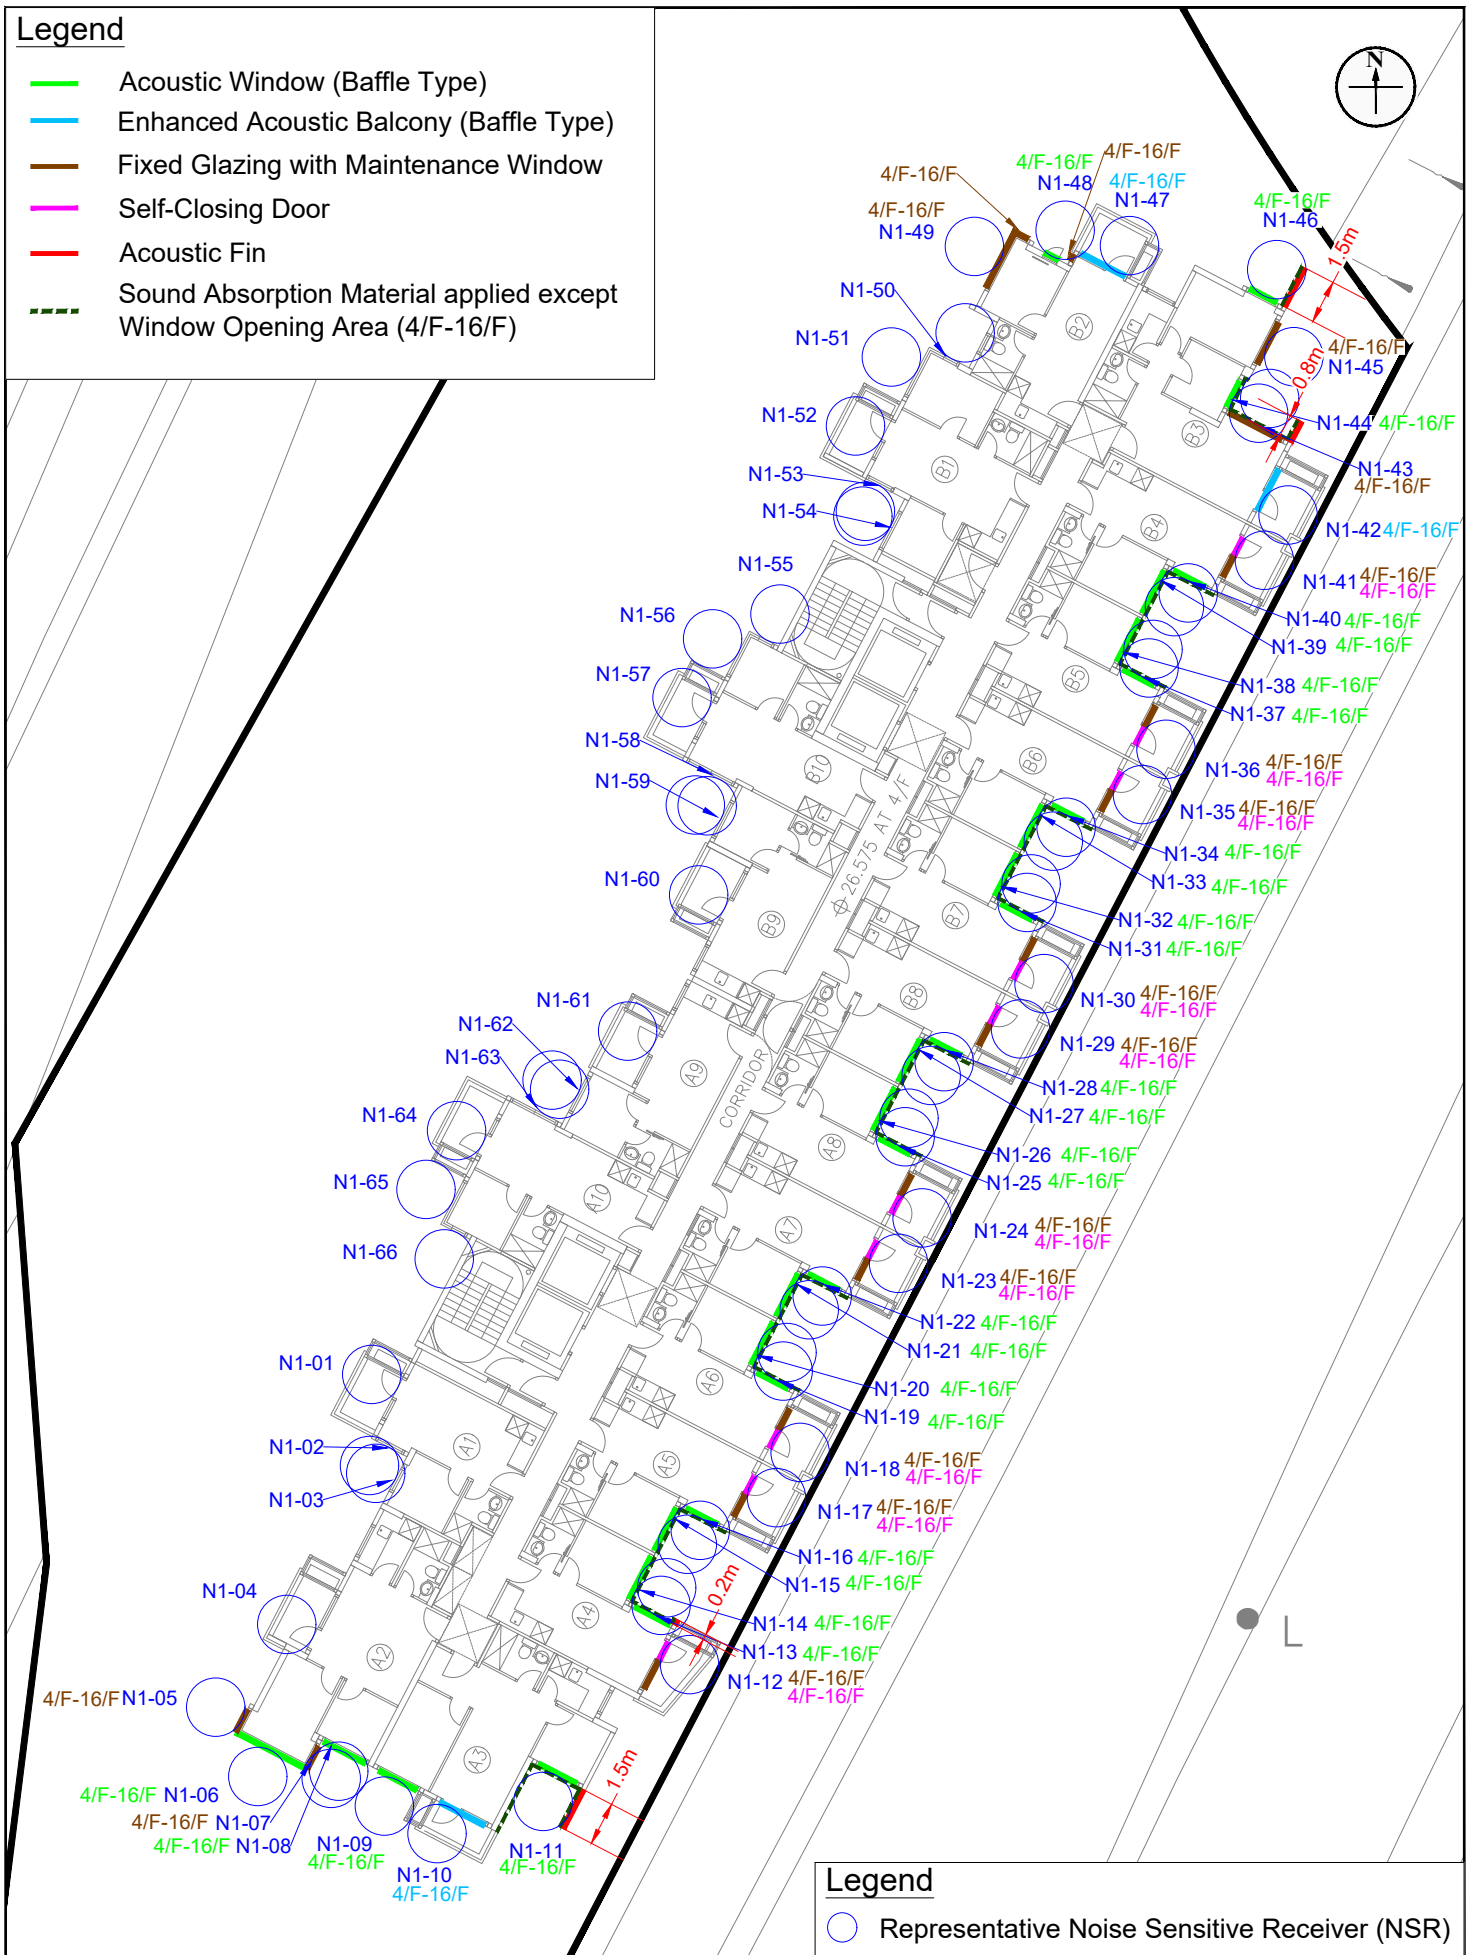 Legend
Acoustic Window (Baffle Type)
Enhanced Acoustic Balcony (Baffle Type)
Fixed Glazing with Maintenance Window
Self-Closing Door
Acoustic Fin
Sound Absorption Material applied except
Window Opening Area (4/F-16/F)
N
4/F-16/F
4/F-16/F
N1-49
4/F-16/F
N1-48
4/F-16/F
4/F-16/F
N1-47
4/F-16/F
N1-46
1.5m
4/F-16/F
N1-45
0.8m
N1-44 4/F-16/F
N1-43
4/F-16/F
N1-42 4/F-16/F
N1-41 4/F-16/F
4/F-16/F
N1-40 4/F-16/F
N1-39 4/F-16/F
N1-38 4/F-16/F
N1-37 4/F-16/F
N1-36 4/F-16/F
4/F-16/F
N1-35 4/F-16/F
4/F-16/F
N1-34 4/F-16/F
N1-33 4/F-16/F
N1-32 4/F-16/F
N1-31 4/F-16/F
N1-30 4/F-16/F
4/F-16/F
N1-29 4/F-16/F
4/F-16/F
N1-28 4/F-16/F
N1-27 4/F-16/F
N1-26 4/F-16/F
N1-25 4/F-16/F
N1-24 4/F-16/F
4/F-16/F
N1-23 4/F-16/F
4/F-16/F
N1-22 4/F-16/F
N1-21 4/F-16/F
N1-20 4/F-16/F
N1-19 4/F-16/F
N1-18 4/F-16/F
4/F-16/F
N1-17 4/F-16/F
4/F-16/F
N1-16 4/F-16/F
N1-15 4/F-16/F
0.2m
N1-14 4/F-16/F
N1-13 4/F-16/F
N1-12 4/F-16/F
4/F-16/F
1.5m
N1-50
N1-51
N1-52
N1-53
N1-54
N1-55
N1-56
N1-57
N1-58
N1-59
N1-60
N1-61
N1-62
N1-63
N1-64
N1-65
N1-66
N1-01
N1-02
N1-03
N1-04
4/F-16/F N1-05
4/F-16/F N1-06
4/F-16/F N1-07
4/F-16/F N1-08
N1-09
4/F-16/F
N1-10
4/F-16/F
N1-11
4/F-16/F
B2
B3
B1
B4
B5
B6
B10
B7
B9
B8
26.575 AT 4/F
CORRIDOR
A9
A8
A10
A7
A6
A1
A5
A4
A2
A3
L
Legend
Representative Noise Sensitive Receiver (NSR)